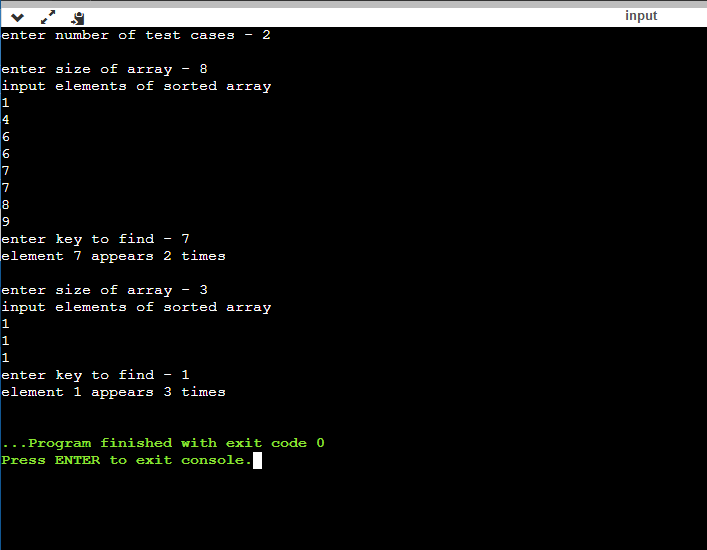 input
enter number of test cases - 2
enter size of array - 8
input elements of sorted array
1
4
6
6
7
7
8
9
enter key to find - 7
element 7 appears 2 times
enter size of array - 3
input elements of sorted array
1
1
1
enter key to find - 1
element 1 appears 3 times
...Program finished with exit code 0
Press ENTER to exit console.